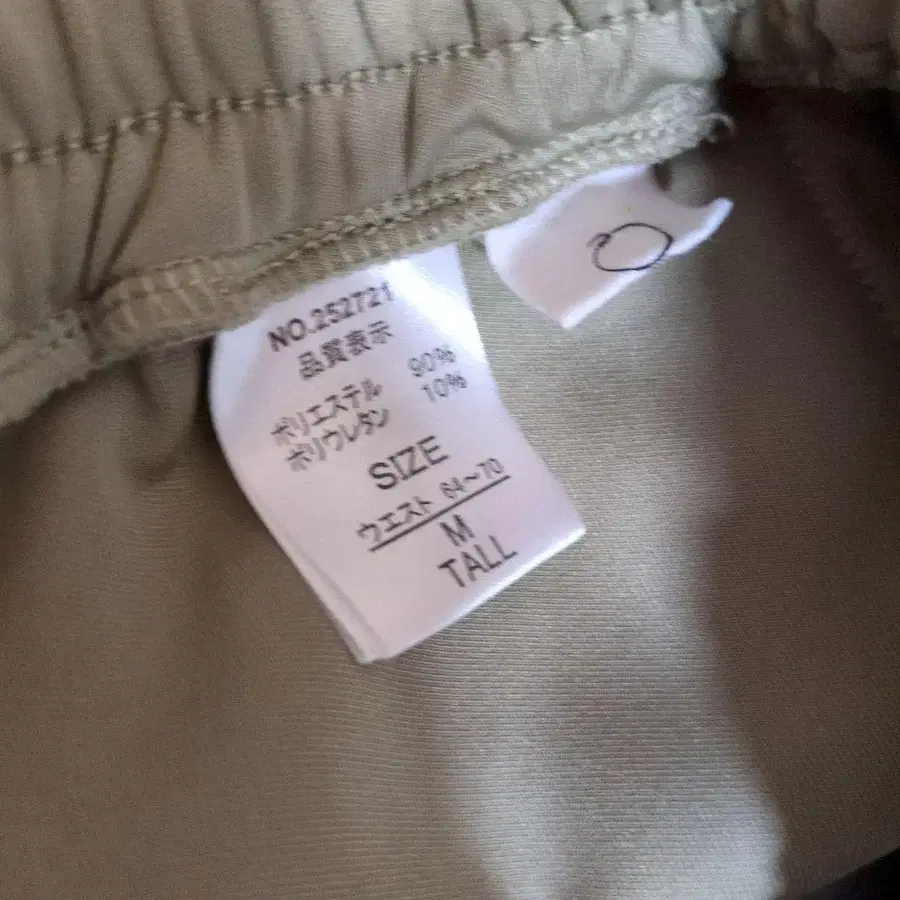 NO.252721
品質表示
ポリエステル 90%
ポリウレタン 10%
SIZE
ウエスト 64~70
M
TALL